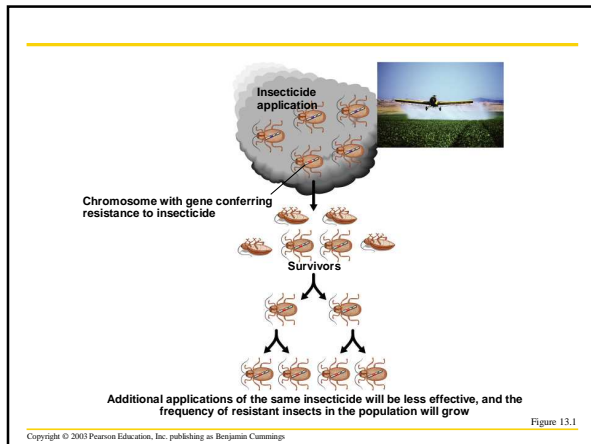 Insecticide
application
Chromosome with gene conferring
resistance to insecticide
Survivors
Additional applications of the same insecticide will be less effective, and the
frequency of resistant insects in the population will grow
Figure 13.1
Copyright © 2003 Pearson Education, Inc. publishing as Benjamin Cummings